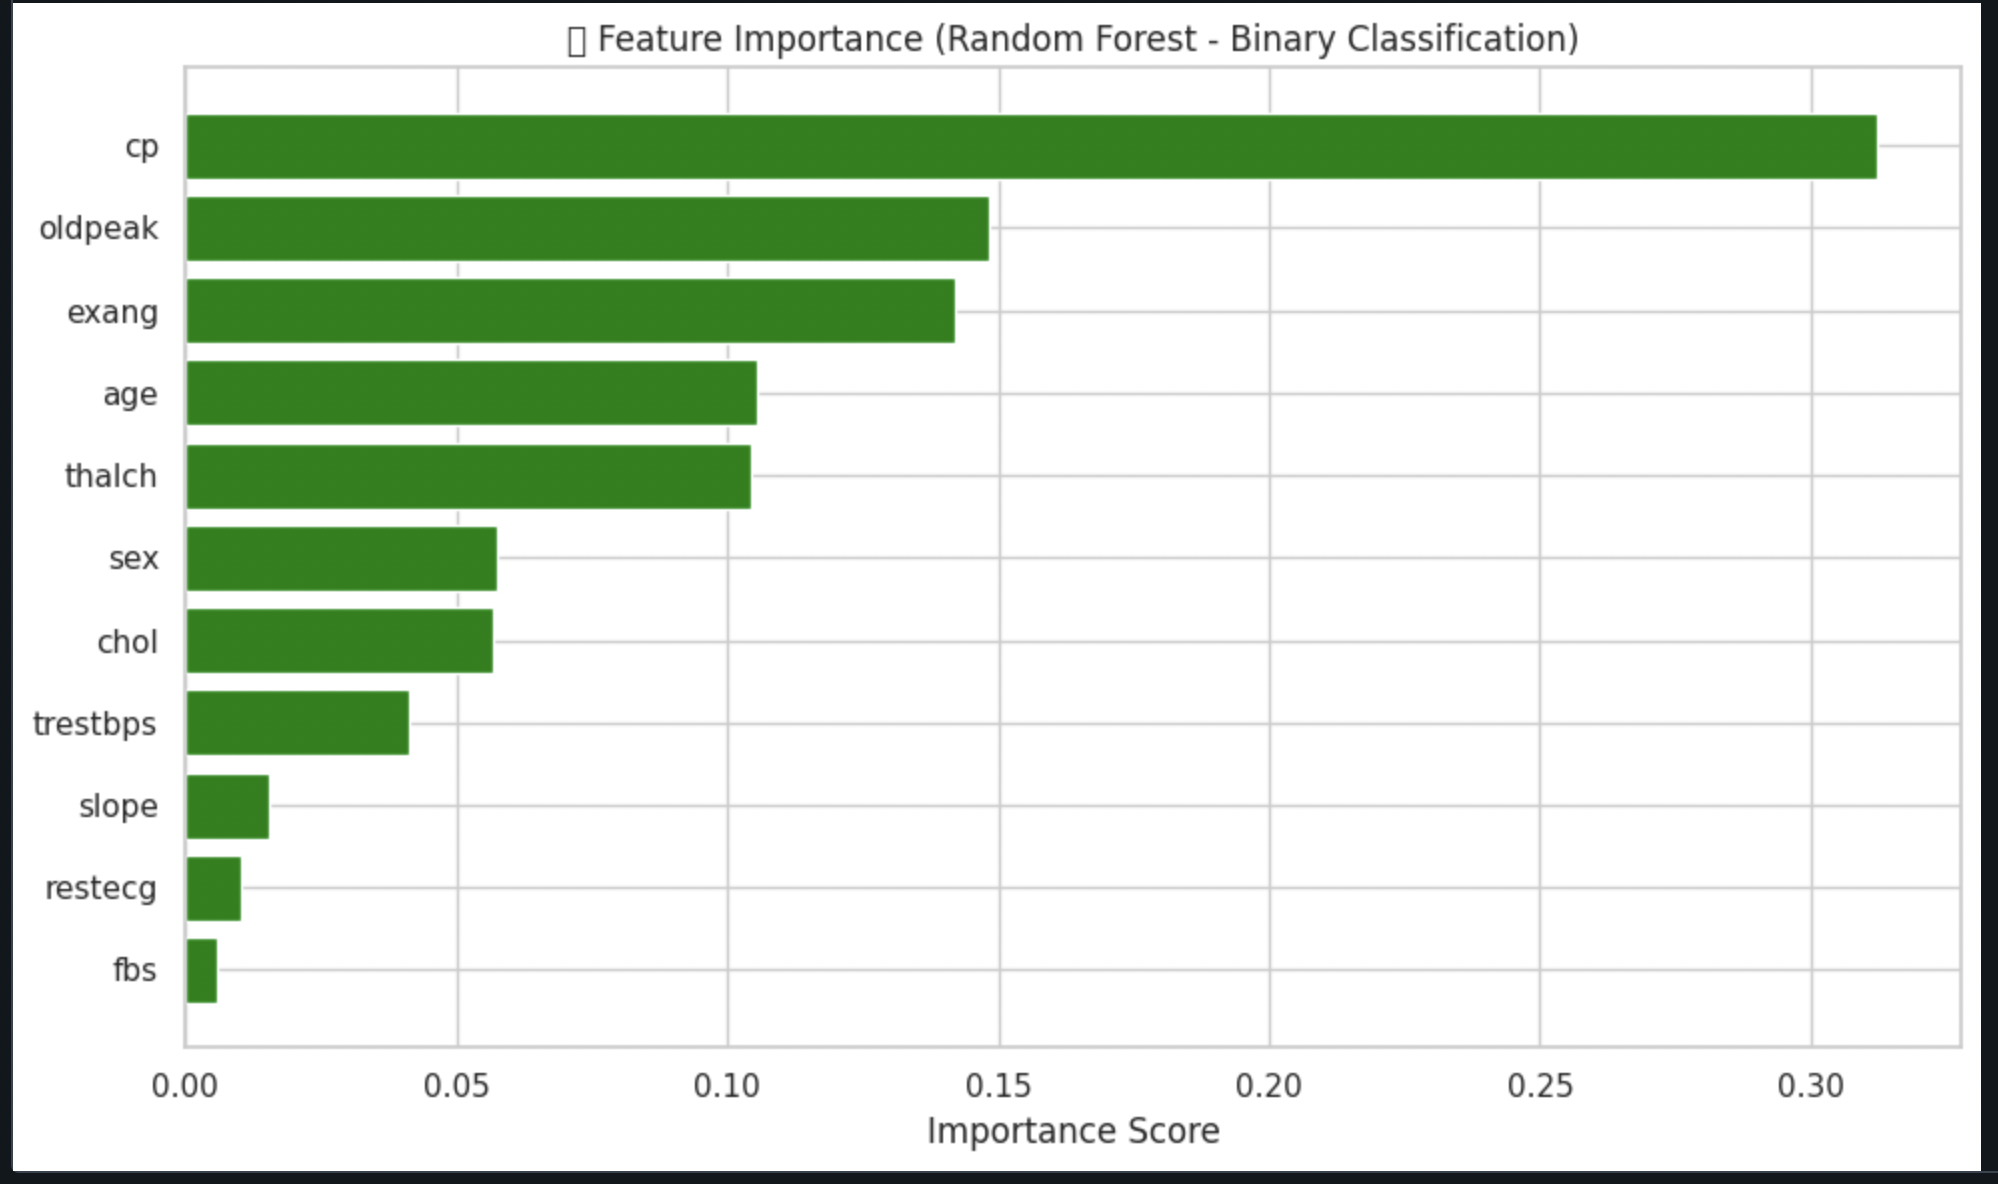 Feature Importance (Random Forest - Binary Classification)
cp
oldpeak
exang
age
thalch
sex
chol
trestbps
slope
restecg
fbs
0.00 0.05 0.10 0.15 0.20 0.25 0.30
Importance Score